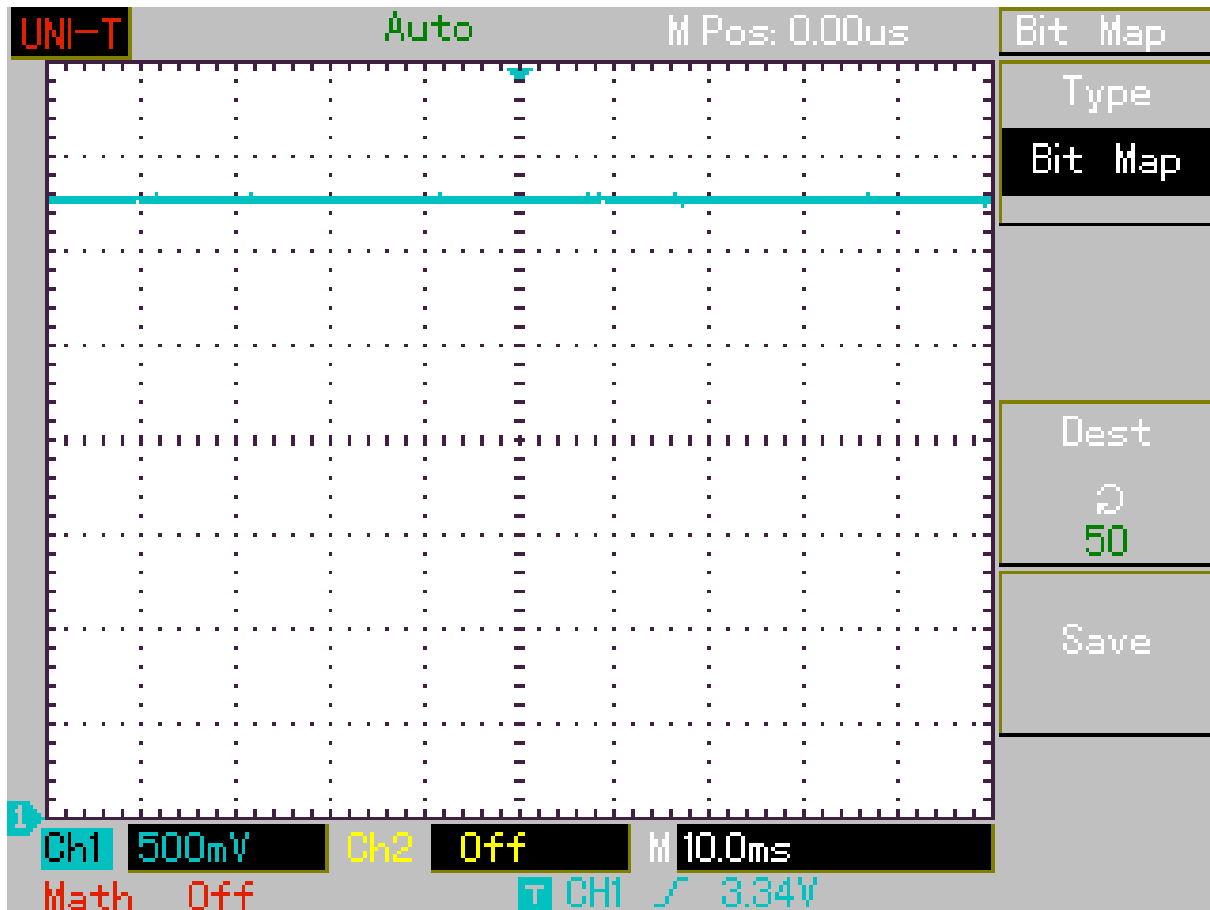 UNI-T Auto M Pos: 0.00us Bit Map
Type
Bit Map
Dest
50
Save
1
Ch1 500mV Ch2 Off M 10.0ms
Math Off T CH1 3.34V